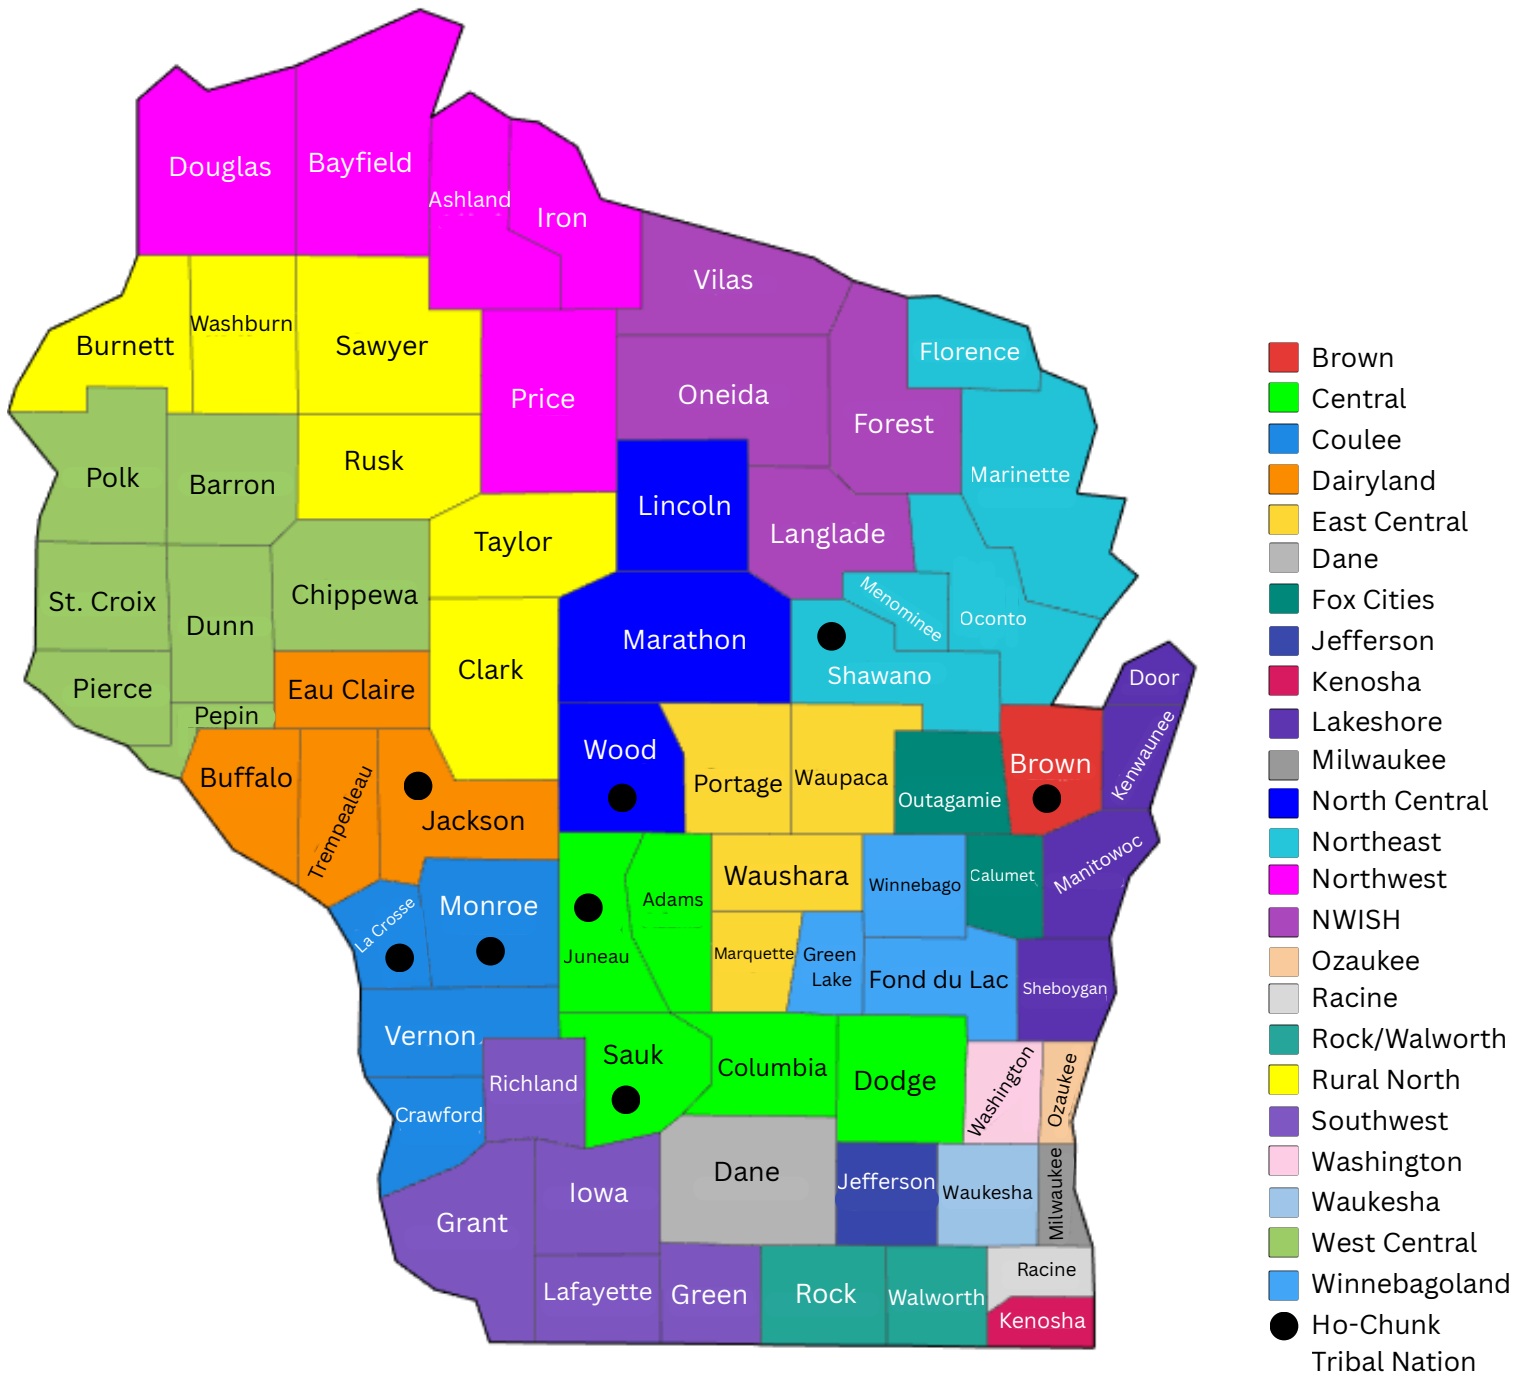 Douglas
Bayfield
Ashland
Iron
Vilas
Burnett
Washburn
Sawyer
Price
Oneida
Forest
Florence
Marinette
Polk
Barron
Rusk
Taylor
Lincoln
Langlade
St. Croix
Dunn
Chippewa
Clark
Marathon
Menominee
Oconto
Shawano
Pierce
Pepin
Eau Claire
Wood
Portage
Waupaca
Outagamie
Brown
Door
Kenwaunee
Buffalo
Trempealeau
Jackson
La Crosse
Monroe
Juneau
Adams
Waushara
Winnebago
Calumet
Manitowoc
Marquette
Green
Lake
Fond du Lac
Sheboygan
Vernon
Richland
Sauk
Columbia
Dodge
Washington
Ozaukee
Crawford
Grant
Iowa
Dane
Jefferson
Waukesha
Milwaukee
Lafayette
Green
Rock
Walworth
Racine
Kenosha
Brown
Central
Coulee
Dairyland
East Central
Dane
Fox Cities
Jefferson
Kenosha
Lakeshore
Milwaukee
North Central
Northeast
Northwest
NWISH
Ozaukee
Racine
Rock/Walworth
Rural North
Southwest
Washington
Waukesha
West Central
Winnebagoland
Ho-Chunk
Tribal Nation